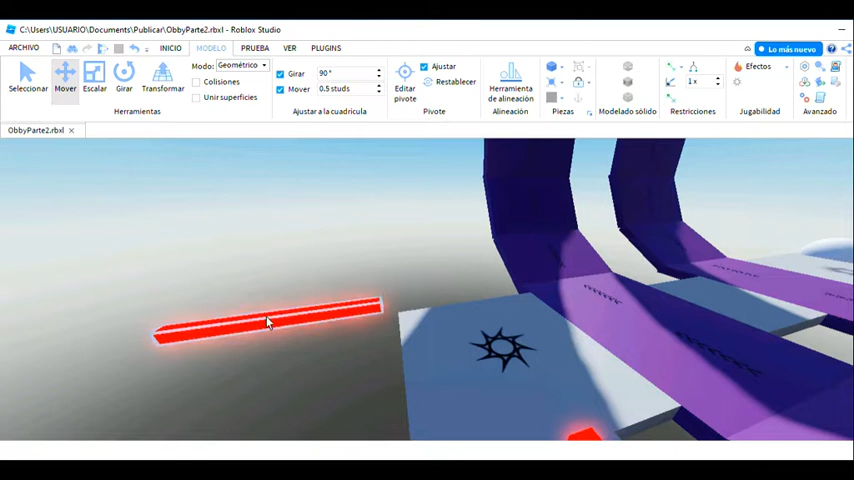 C:\Users\USUARIO\Documents\Publicar\ObbyParte2.rbxl - Roblox Studio
ARCHIVO INICIO MODELO PRUEBA VER PLUGINS Lo más nuevo
Modo: Geométrico Girar 90° Ajustar Efectos
Colisiones Mover 0.5 studs Restablecer 1 x
Seleccionar Mover Escalar Girar Transformar Unir superficies Editar pivote Herramienta de alineación
Herramientas Ajustar a la cuadrícula Pivote Alineación Piezas Modelado sólido Restricciones Jugabilidad Avanzado
ObbyParte2.rbxl